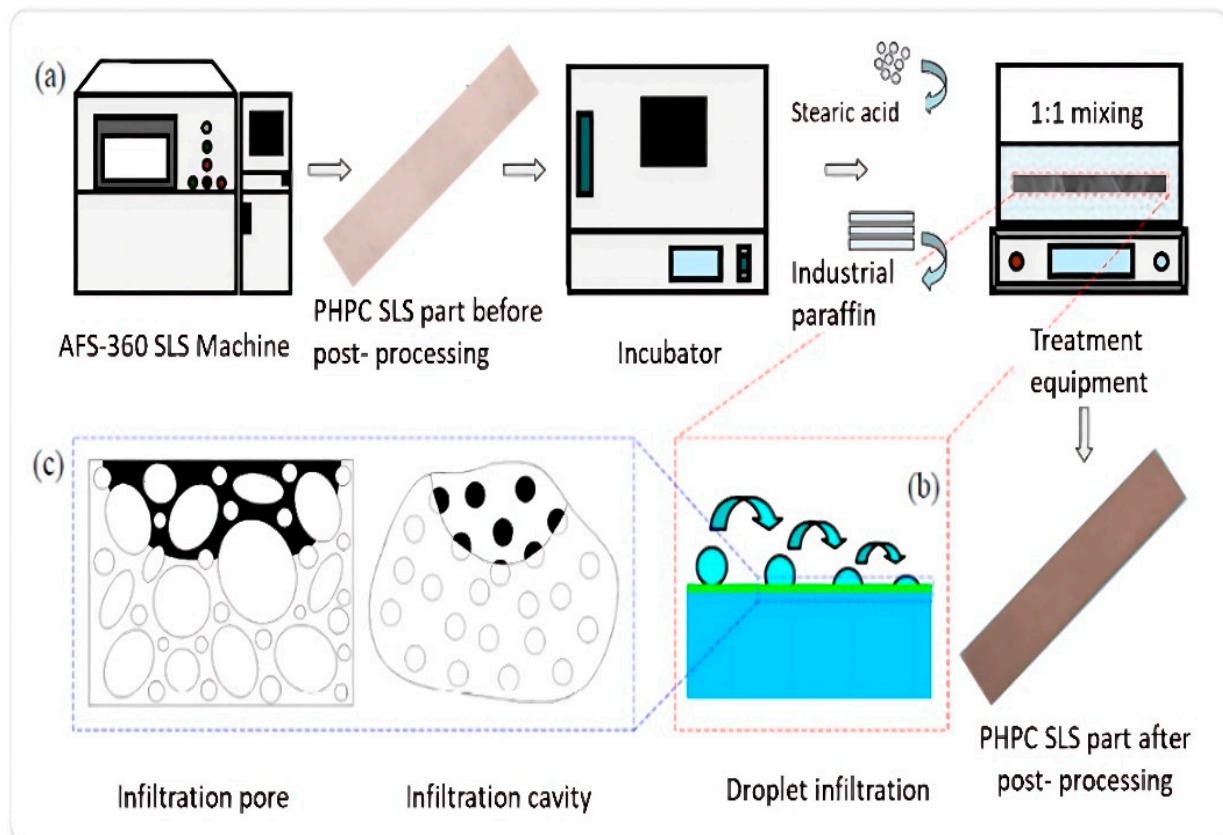 (a)
AFS-360 SLS Machine
PHPC SLS part before
post- processing
Incubator
Stearic acid
Industrial
paraffin
1:1 mixing
Treatment
equipment
(c)
Infiltration pore
Infiltration cavity
(b)
Droplet infiltration
PHPC SLS part after
post- processing